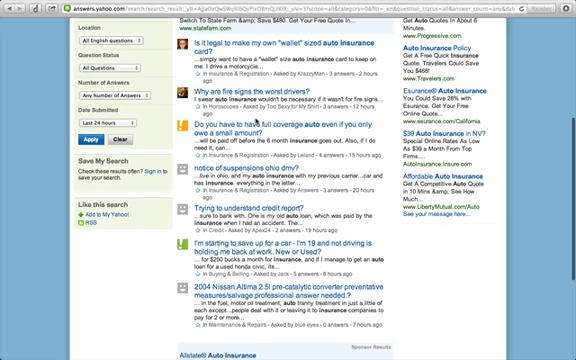 answers.yahoo.com
Location
All English questions
Question Status
All Questions
Number of Answers
Any Number of Answers
Date Submitted
Last 24 hours
Apply
Clear
Save My Search
Check these results often? Sign in to
save your search.
Like this search?
Add to My Yahoo!
RSS
Switch To State Farm ™ And Save $480. Get Your Free Quote.
www.statefarm.com
Is it legal to make my own "wallet" sized auto insurance
card?
...simply want to have a "wallet" size auto insurance card to keep on
me. I drive a motorcycle...
In Insurance & Registration - Asked by KrazyMan - 3 answers - 2 hours
ago
Why are fire signs the worst drivers?
I swear auto insurance wouldn't be necessary if it wasn't for fire signs...
In Horoscopes - Asked by Too Sexy for My Shirt - 3 answers - 12 hours
ago
Do you have to have full coverage auto even if you only
owe a small amount?
...will be paid off before the 6 month insurance goes out. Also, if I do
need it, can...
In Insurance & Registration - Asked by Leland - 4 answers - 15 hours ago
notice of suspensions ohio dmv?
...live in ohio, and my auto insurance with my previous carrier...car and
has insurance. everything in the letter...
In Insurance & Registration - Asked by - 3 answers - 20 hours
ago
Trying to understand credit report?
...sure to bank with. One is my old auto loan, which was paid by the
insurance when I had an accident. The...
In Credit - Asked by Apex24 - 2 answers - 19 hours ago
I'm starting to save up for a car - I'm 19 and not driving is
holding me back at work. New or Used?
...for $250 bucks a month for insurance, and if I manage to get an auto
loan for a used honda civic, its...
In Buying & Selling - Asked by Jack - 5 answers - 6 hours ago
2004 Nissan Altima 2.5l pre-catalytic converter preventative
measures/salvage professional answer needed.?
...in the fuel, motor oil treatment, auto tranny treatment in just a little of
each except...people deal with it or leaving it to insurance companies to
pay for 2 or more...
In Maintenance & Repairs - Asked by blue eyes - 0 answers - 7 hours ago
Sponsor Results
Allstate® Auto Insurance
Get Auto Quotes In 6
Minutes.
www.Progressive.com
Auto Insurance Policy
Get A Free Auto Insurance
Quick Quote. Travelers Could
Save You $466!
www.Travelers.com
Esurance® Auto Insurance
You Could Save 28% with
Esurance. Get Your Quote
Online.
www.esurance.com/California
$39 Auto Insurance in NV?
Special Online Rates As Low
As $39 a Month From Top
Firms...
AutoInsurance.Insure.com
Affordable Auto Insurance
Get A Competitive Auto Quote
in 10 Mins & See How Much
You Could Save.
www.LibertyMutual.com/Auto
See your message here...